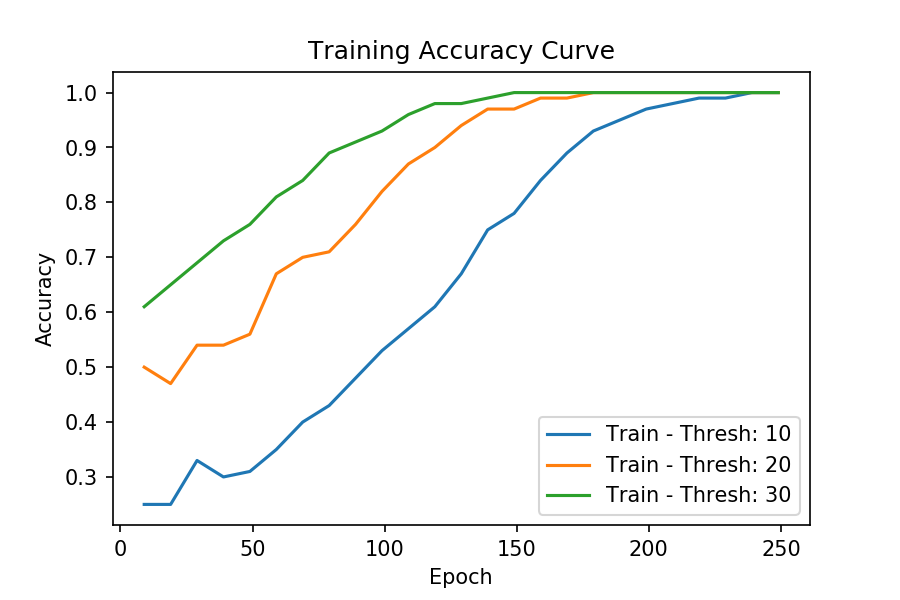 Training Accuracy Curve
1.0
0.9
0.8
0.7
0.6
0.5
0.4
0.3
Accuracy
Train - Thresh: 10
Train - Thresh: 20
Train - Thresh: 30
0 50 100 150 200 250
Epoch